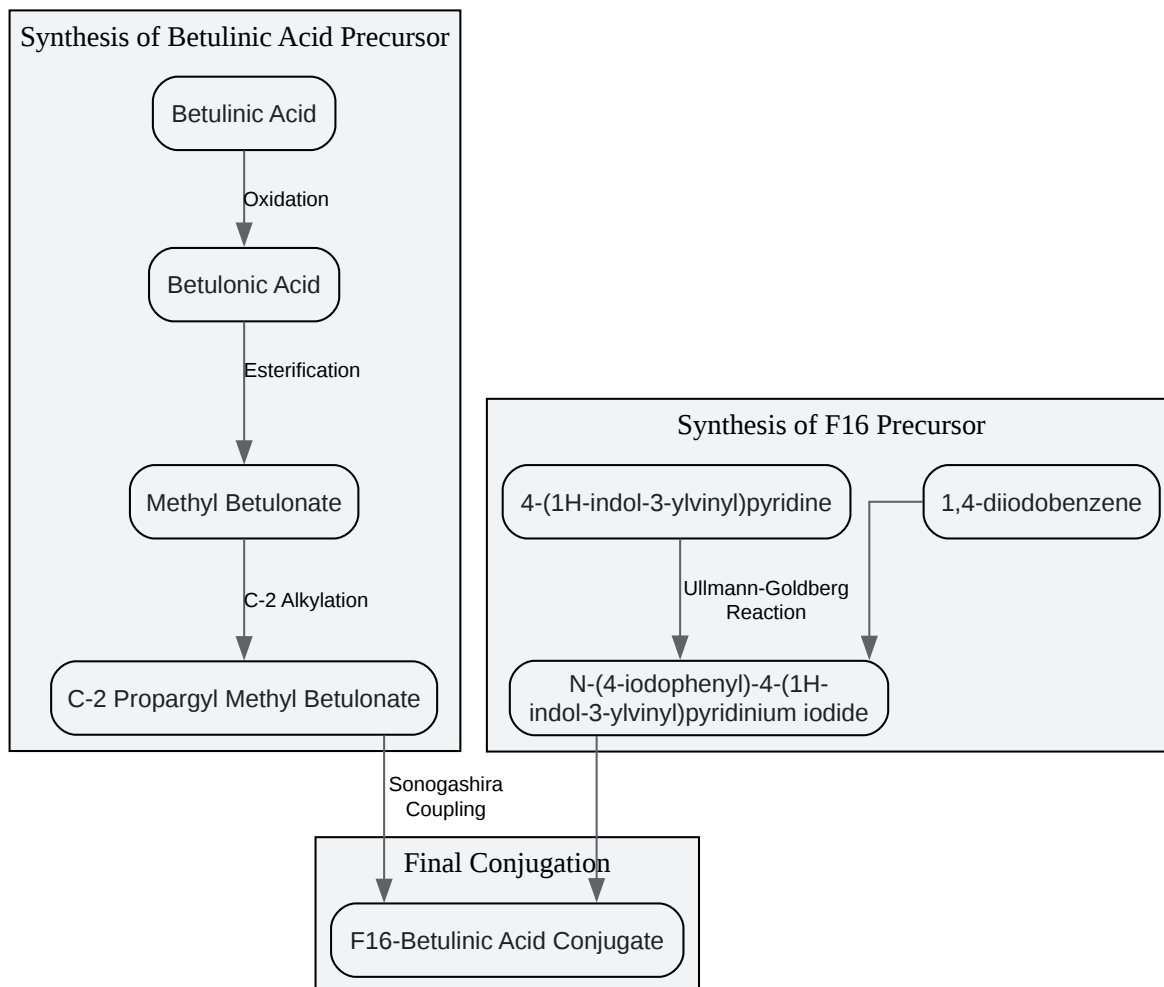 Synthesis of Betulinic Acid Precursor
Betulinic Acid
Oxidation
Betulonic Acid
Esterification
Methyl Betulonate
C-2 Alkylation
C-2 Propargyl Methyl Betulonate
Synthesis of F16 Precursor
4-(1H-indol-3-ylvinyl)pyridine
1,4-diiodobenzene
Ullmann-Goldberg
Reaction
N-(4-iodophenyl)-4-(1H-
indol-3-ylvinyl)pyridinium iodide
Sonogashira
Coupling
Final Conjugation
F16-Betulinic Acid Conjugate